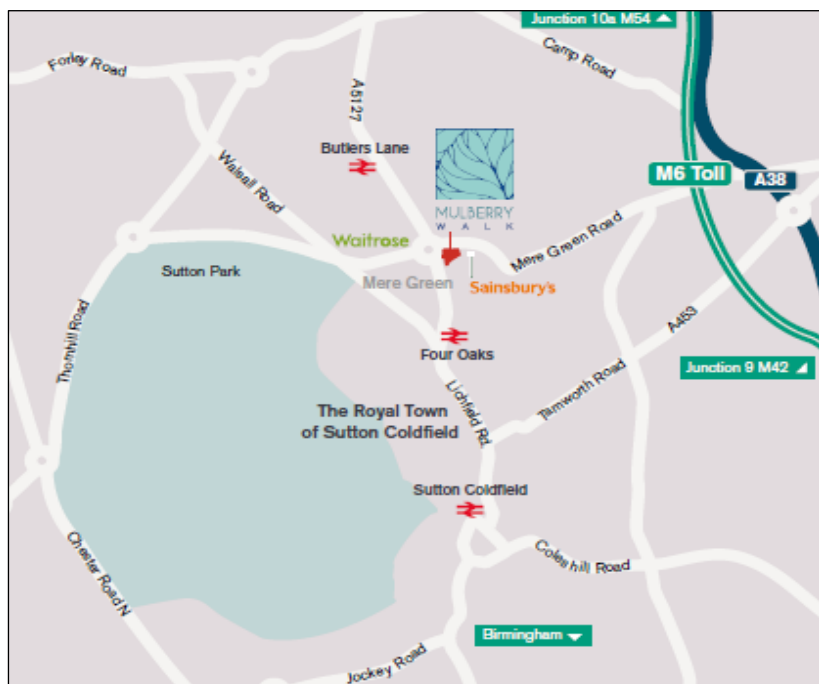 Junction 10a M54
Forley Road
Camp Road
A5127
Butlers Lane
Walsall Road
M6 Toll
A38
MULBERRY
WALK
Waitrose
Mere Green Road
Sutton Park
Mere Green
Sainsbury's
Thornhill Road
A453
Four Oaks
Junction 9 M42
Lichfield Rd.
Tamworth Road
The Royal Town
of Sutton Coldfield
Sutton Coldfield
Chester Road N
Coleshill Road
Birmingham
Jockey Road